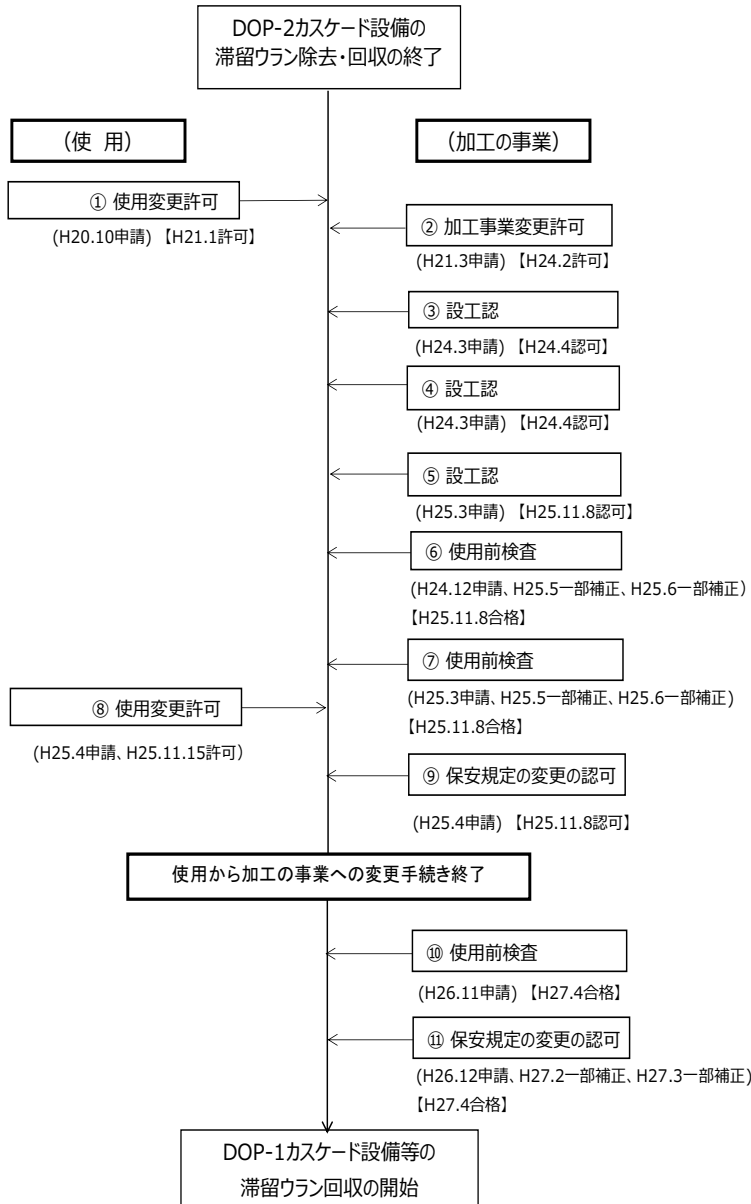 DOP-2カスケード設備の
滞留ウラン除去・回収の終了
(使 用)
(加工の事業)
① 使用変更許可
(H20.10申請) 【H21.1許可】
② 加工事業変更許可
(H21.3申請) 【H24.2許可】
③ 設工認
(H24.3申請) 【H24.4認可】
④ 設工認
(H24.3申請) 【H24.4認可】
⑤ 設工認
(H25.3申請) 【H25.11.8認可】
⑥ 使用前検査
(H24.12申請、H25.5一部補正、H25.6一部補正)
【H25.11.8合格】
⑦ 使用前検査
(H25.3申請、H25.5一部補正、H25.6一部補正)
【H25.11.8合格】
⑧ 使用変更許可
(H25.4申請、H25.11.15許可)
⑨ 保安規定の変更の認可
(H25.4申請) 【H25.11.8認可】
使用から加工の事業への変更手続き終了
⑩ 使用前検査
(H26.11申請) 【H27.4合格】
⑪ 保安規定の変更の認可
(H26.12申請、H27.2一部補正、H27.3一部補正)
【H27.4合格】
DOP-1カスケード設備等の
滞留ウラン回収の開始